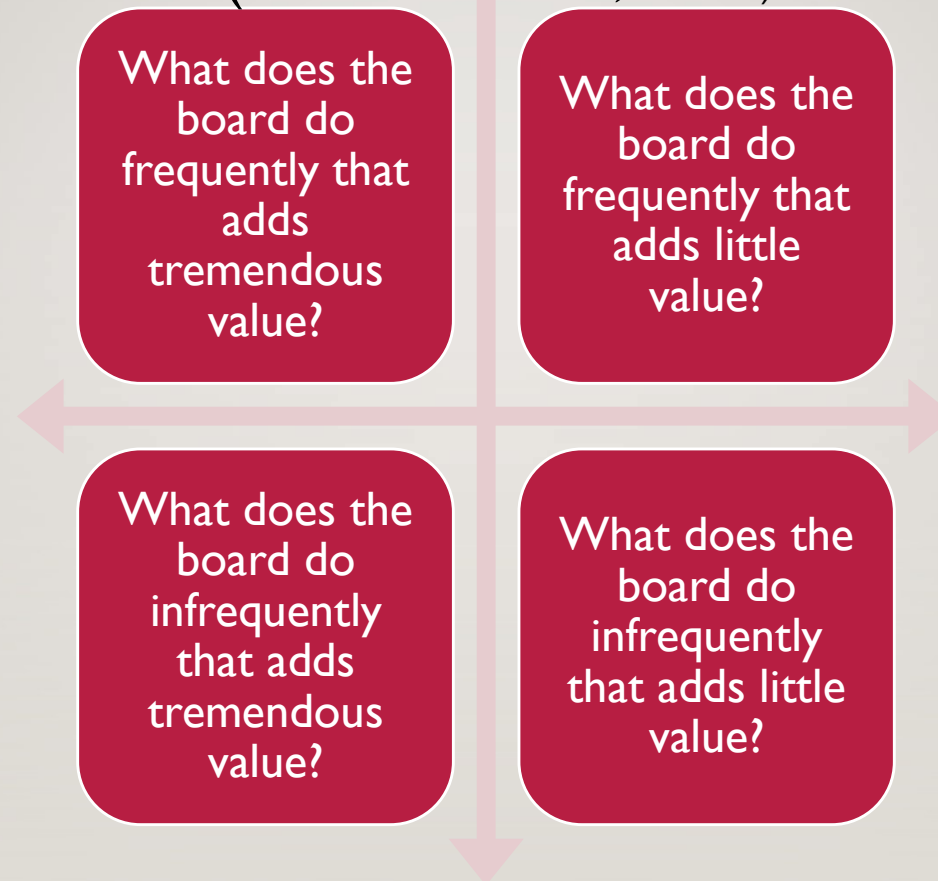 What does the
board do
frequently that
adds
tremendous
value?
What does the
board do
frequently that
adds little
value?
What does the
board do
infrequently
that adds
tremendous
value?
What does the
board do
infrequently
that adds little
value?